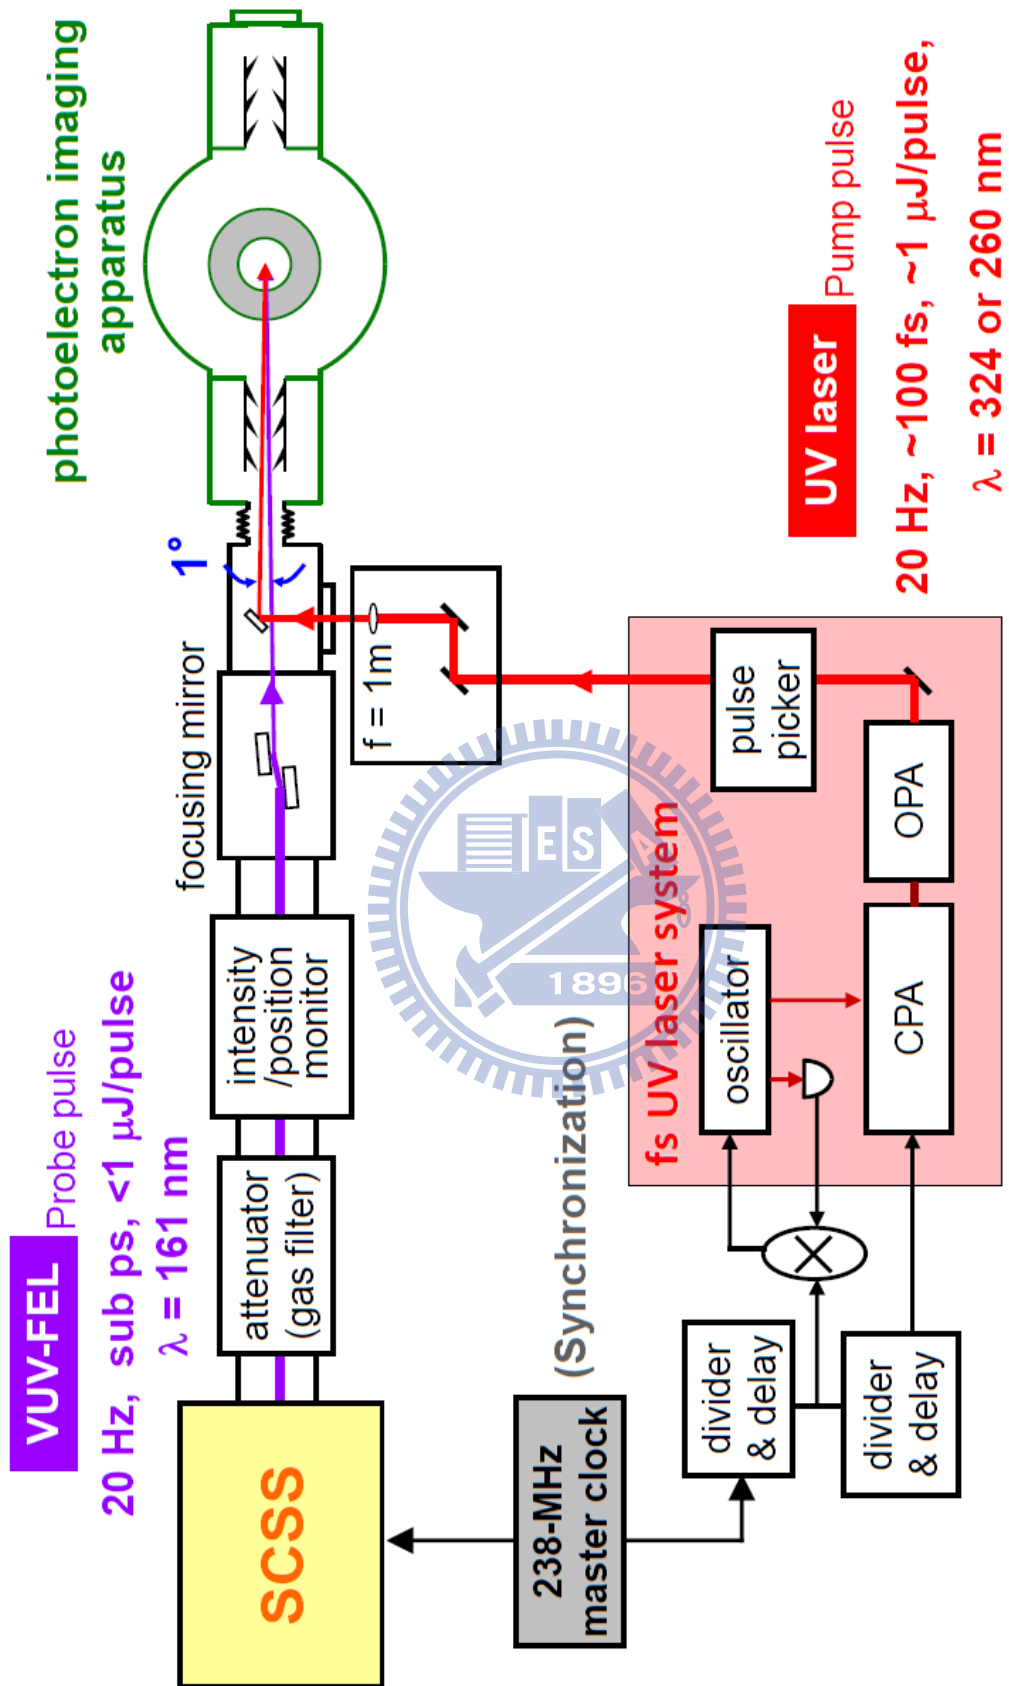 VUV-FEL Probe pulse
20 Hz, sub ps, <1 μJ/pulse
λ = 161 nm
photoelectron imaging
apparatus
SCSS
attenuator
(gas filter)
intensity
/position
monitor
focusing mirror
1°
f = 1m
238-MHz
master clock
(Synchronization)
fs UV laser system
divider
& delay
divider
& delay
oscillator
CPA
OPA
pulse
picker
UV laser Pump pulse
20 Hz, ~100 fs, ~1 μJ/pulse,
λ = 324 or 260 nm
E S
A
1896